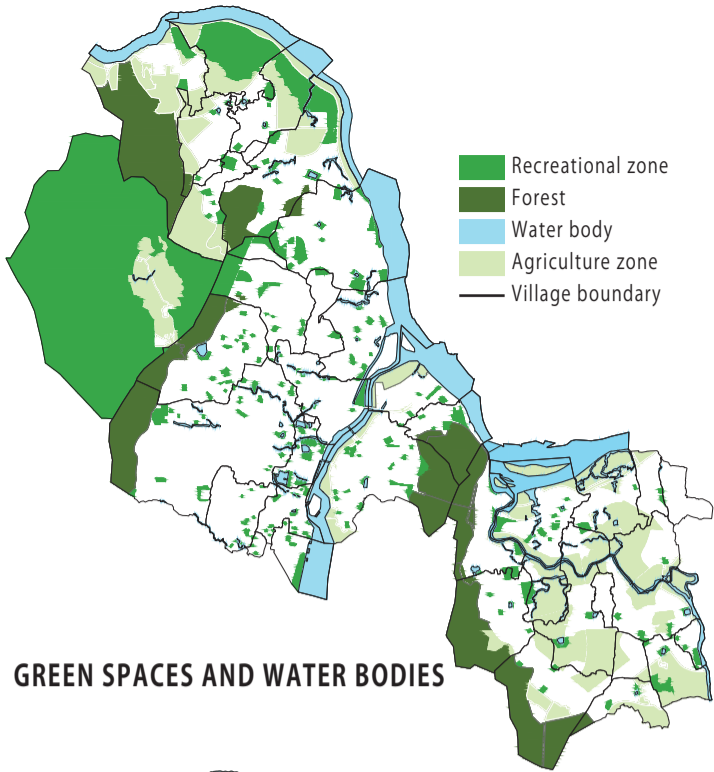 Recreational zone
Forest
Water body
Agriculture zone
Village boundary
GREEN SPACES AND WATER BODIES